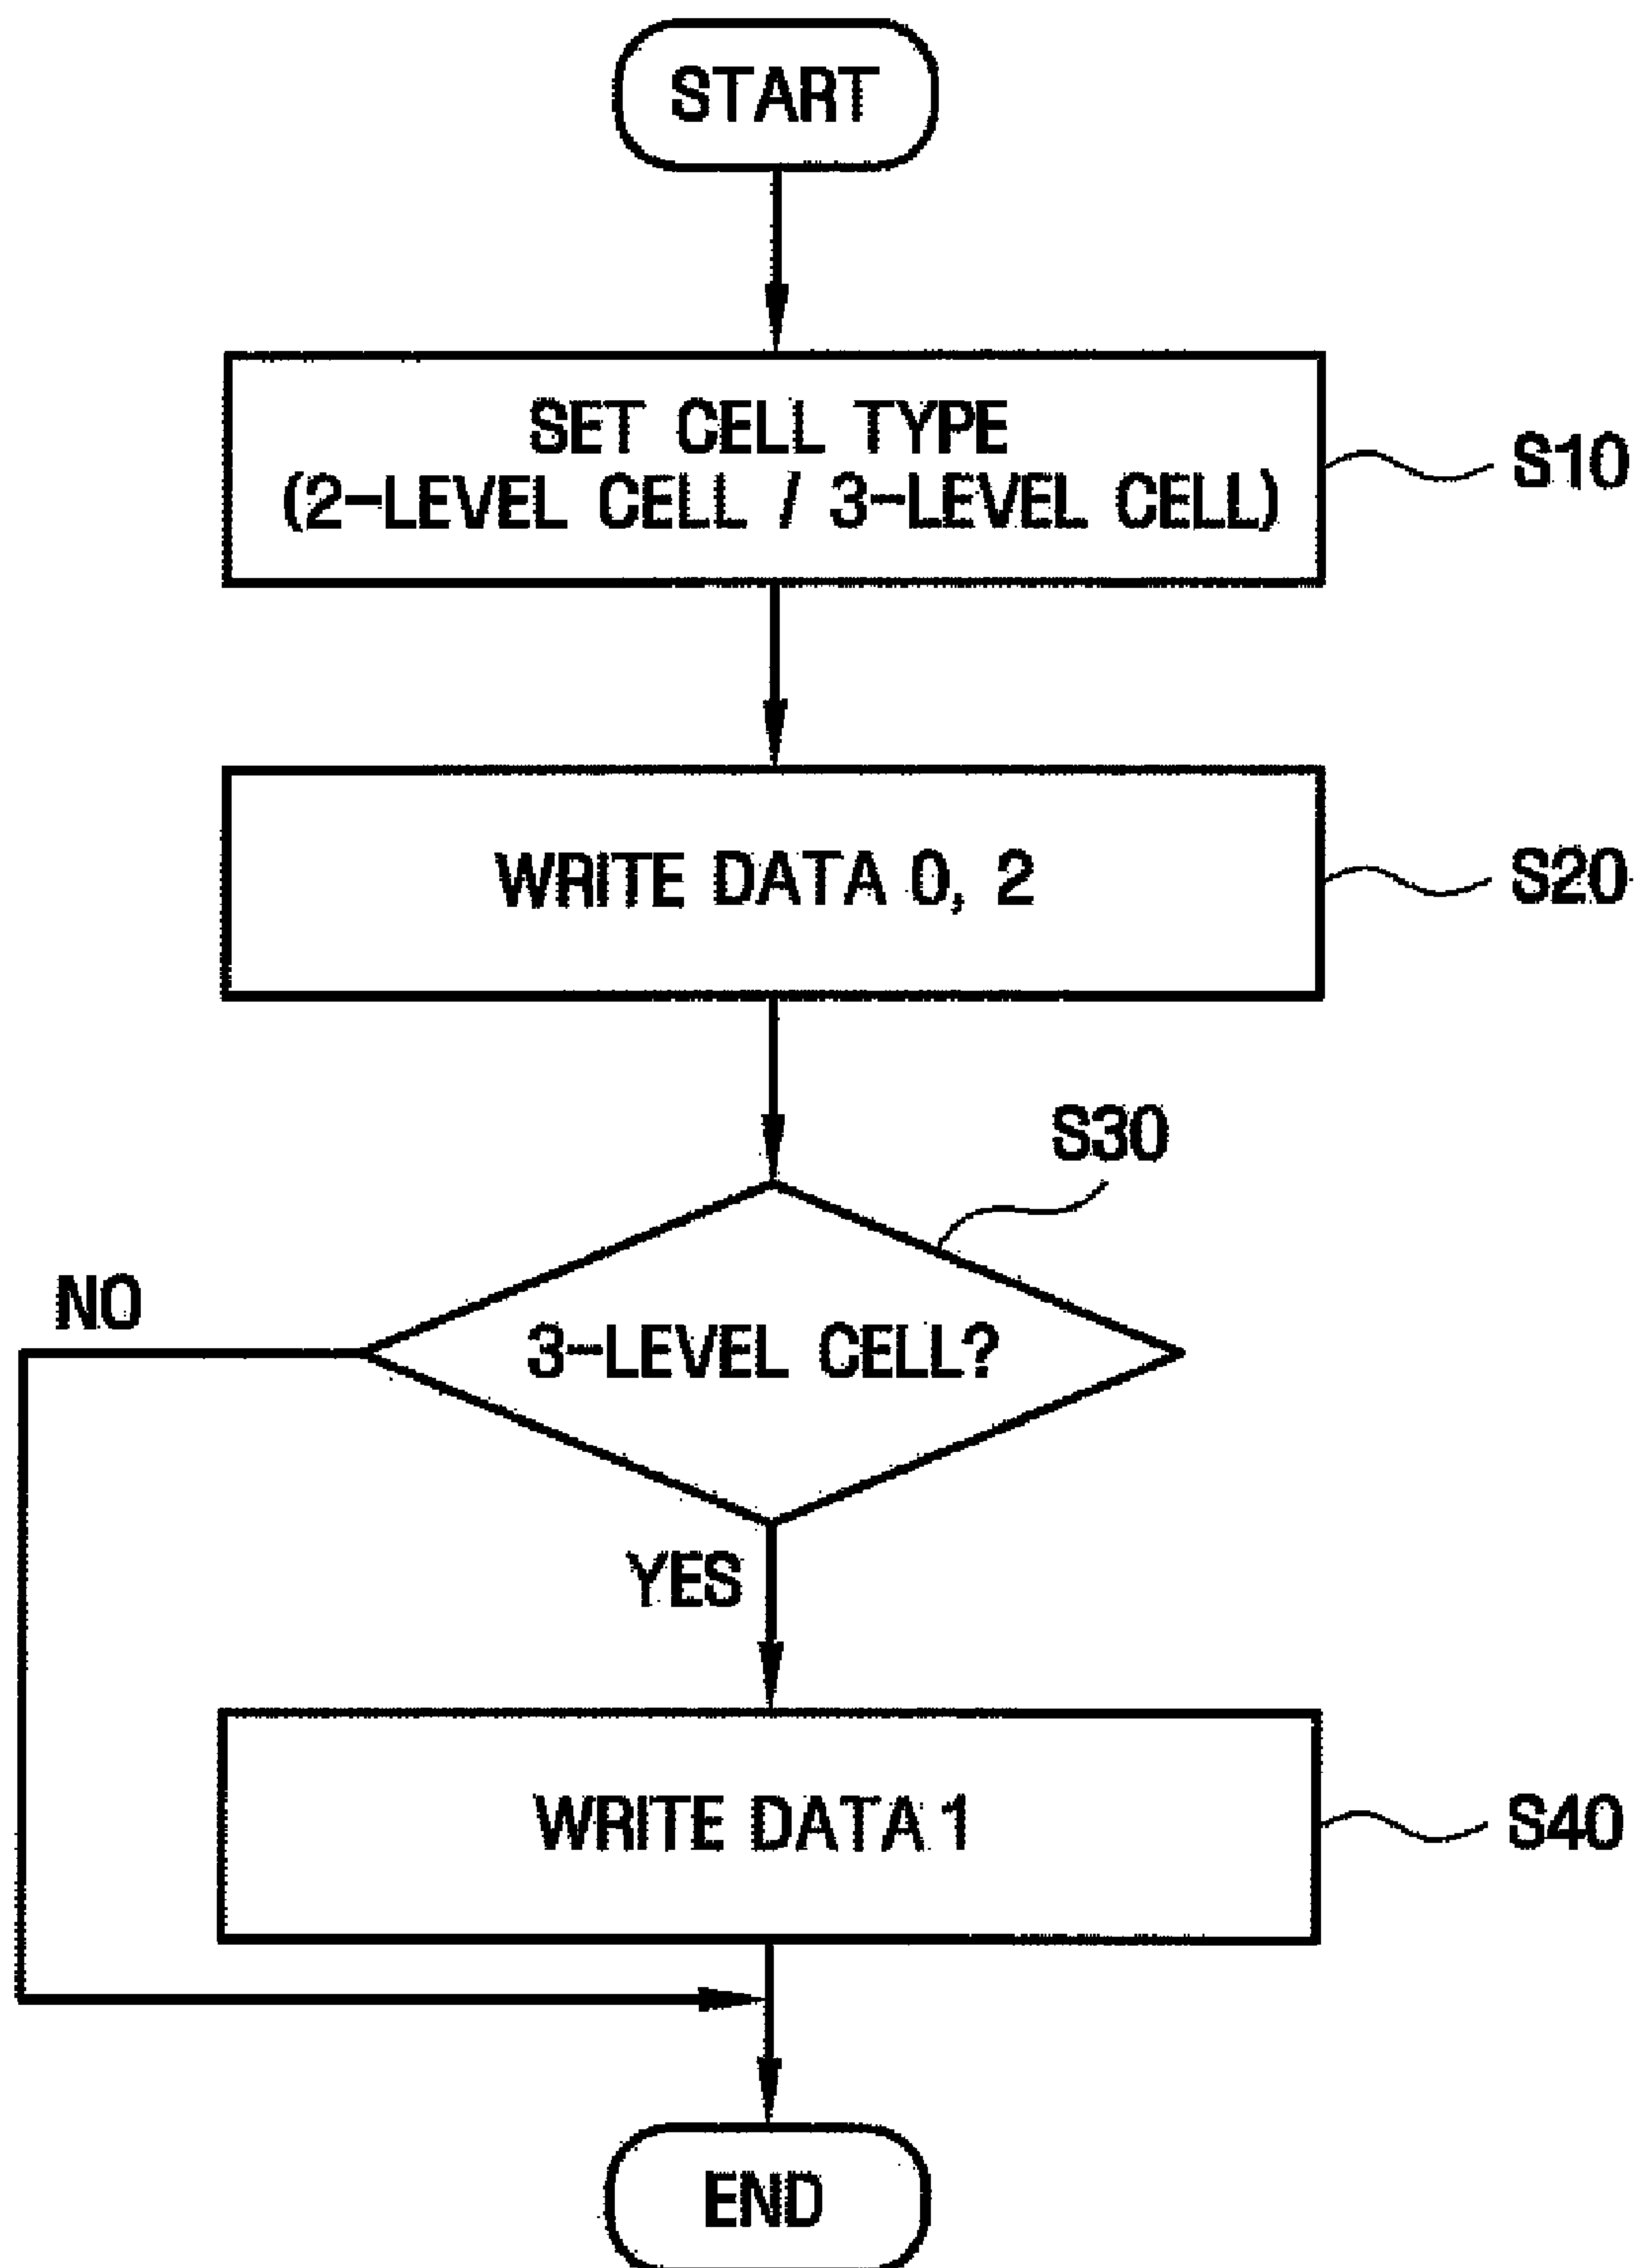 START
SET CELL TYPE
(2-LEVEL CELL / 3-LEVEL CELL)
S10
WRITE DATA 0, 2
S20
S30
NO
3-LEVEL CELL?
YES
WRITE DATA 1
S40
END